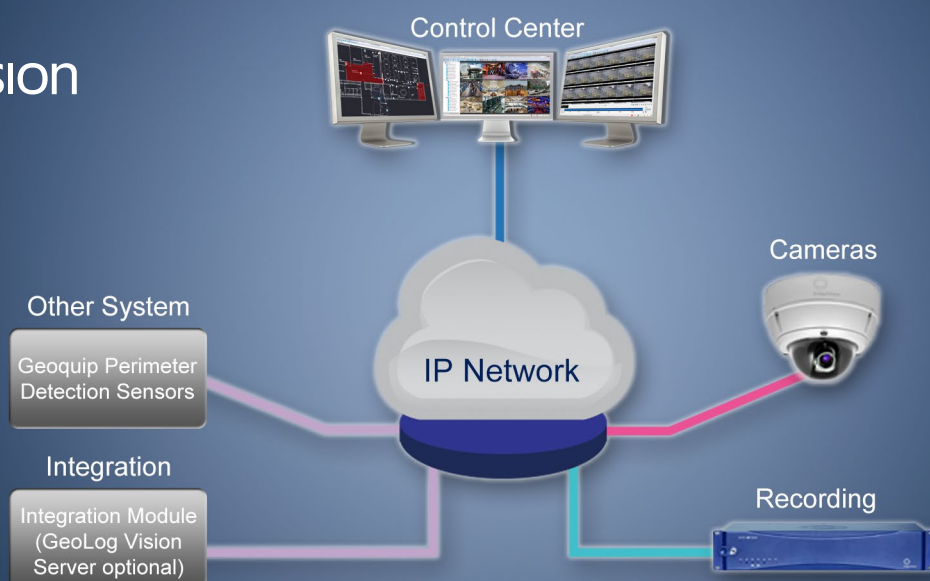 Control Center
sion
Cameras
Other System
Geoquip Perimeter
Detection Sensors
IP Network
Integration
Integration Module
(GeoLog Vision
Server optional)
Recording